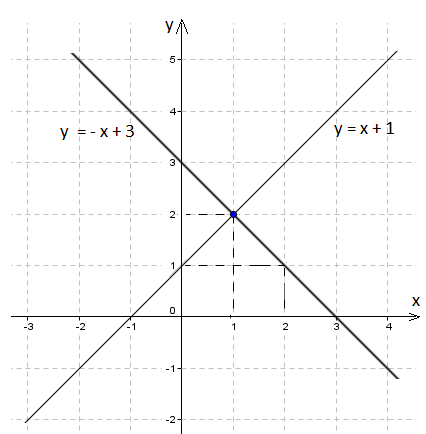 y
5
4
y = - x + 3
y = x + 1
3
2
1
0
x
-3 -2 -1 1 2 3 4
-1
-2